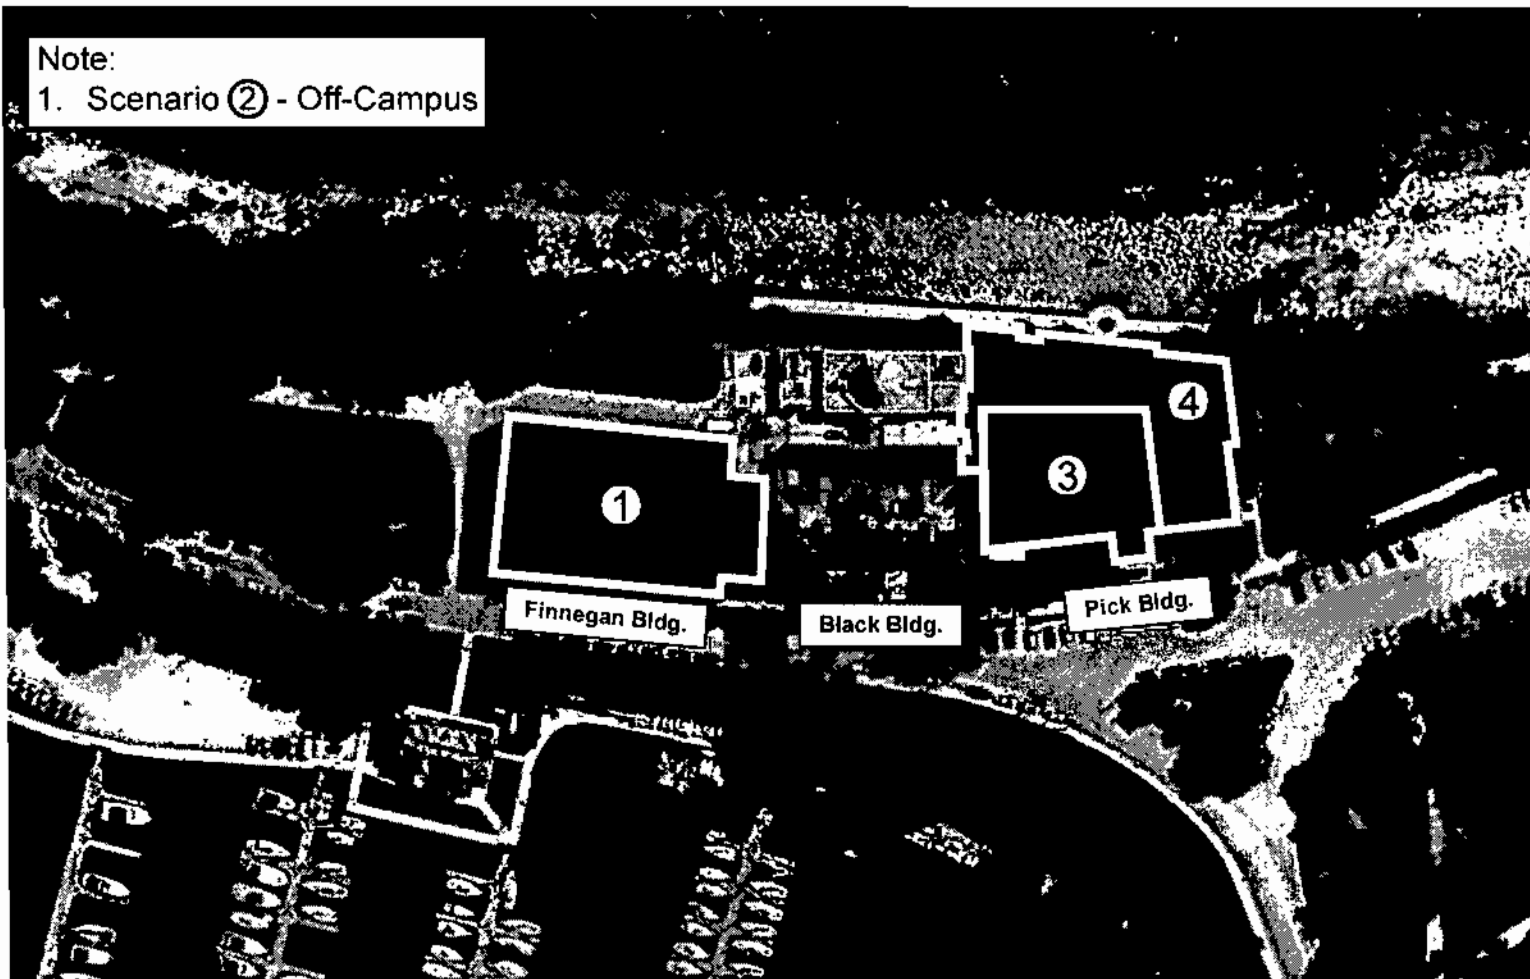 Note:
1. Scenario ② - Off-Campus
④
③
①
Finnegan Bldg.
Black Bldg.
Pick Bldg.